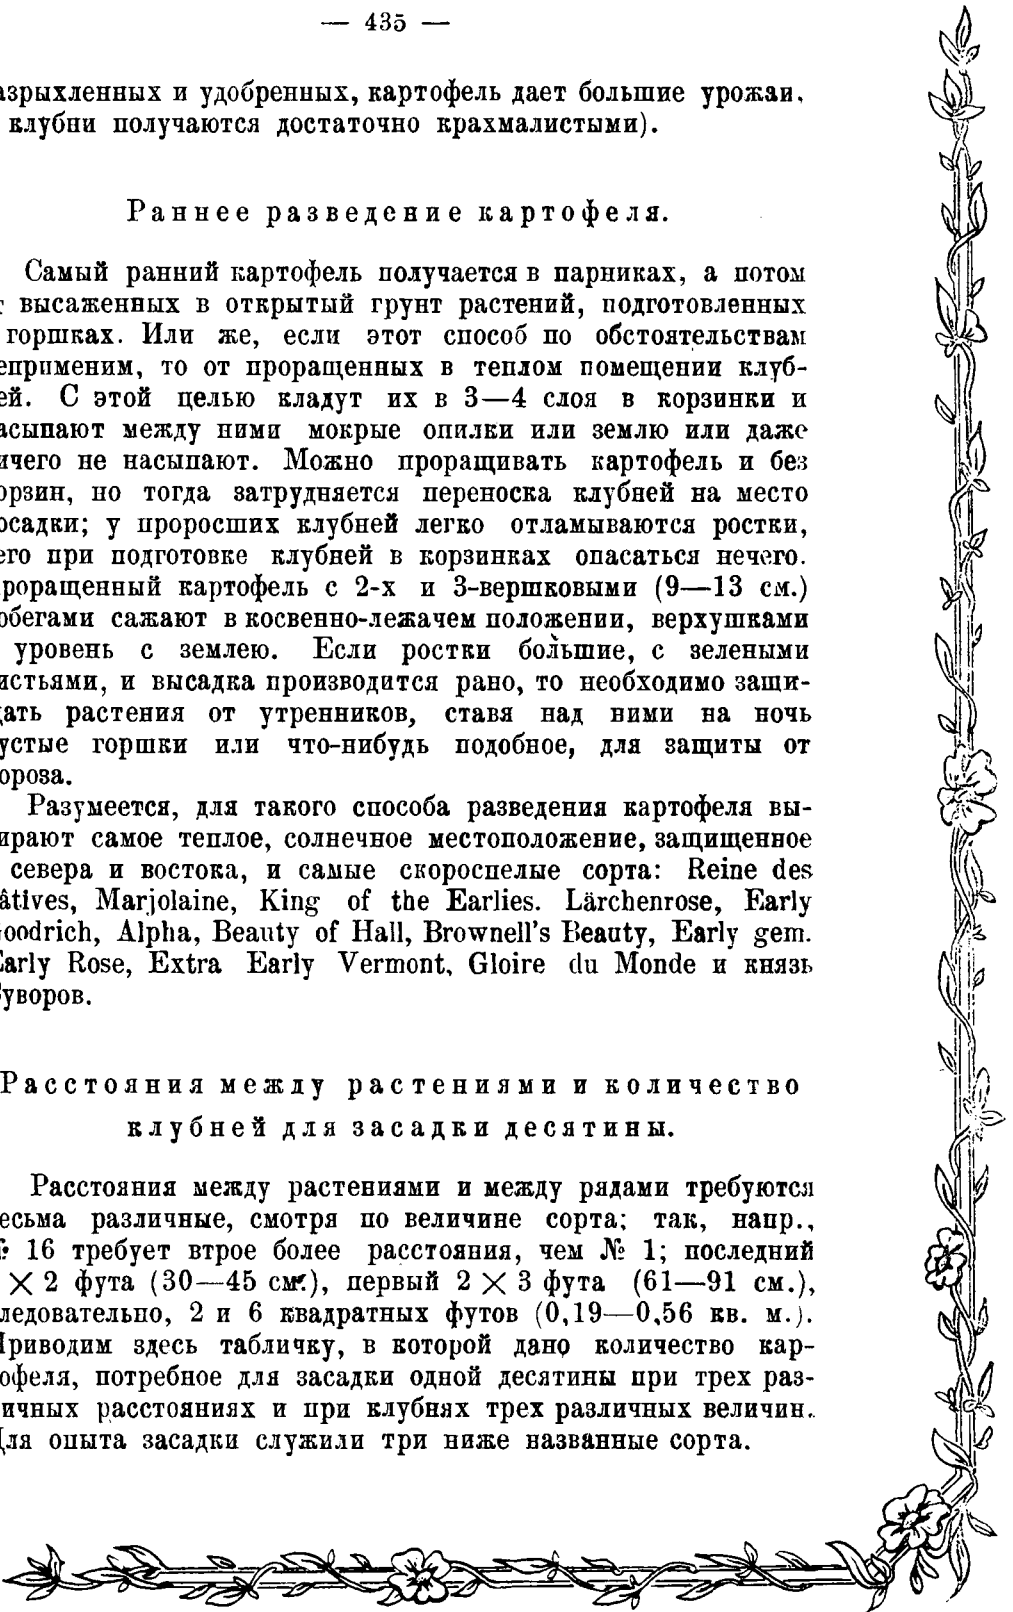 — 435 —
азрыхленных и удобренных, картофель дает большие урожаи,
клубни получаются достаточно крахмалистыми).
Раннее разведение картофеля.
Самый ранний картофель получается в парниках, а потом
высаженных в открытый грунт растений, подготовленных
горшках. Или же, если этот способ по обстоятельствам
еприменим, то от проращенных в теплом помещении клуб-
ей. С этой целью кладут их в 3—4 слоя в корзинки и
асыпают между ними мокрые опилки или землю или даже
ичего не насыпают. Можно проращивать картофель и без
орзин, но тогда затрудняется переноска клубней на место
осадки; у проросших клубней легко отламываются ростки,
его при подготовке клубней в корзинках опасаться нечего.
роращенный картофель с 2-х и 3-вершковыми (9—13 см.)
обегами сажают в косвенно-лежачем положении, верхушками
уровень с землею. Если ростки большие, с зелеными
истьями, и высадка производится рано, то необходимо защи-
щать растения от утренников, ставя над ними на ночь
устые горшки или что-нибудь подобное, для защиты от
ороза.
Разумеется, для такого способа разведения картофеля вы-
ирают самое теплое, солнечное местоположение, защищенное
севера и востока, и самые скороспелые сорта: Reine des
âtives, Marjolaine, King of the Earlies. Lärchenrose, Early
oodrich, Alpha, Beauty of Hall, Brownell’s Beauty, Early gem.
Early Rose, Extra Early Vermont, Gloire du Monde и князь
уворов.
Расстояния между растениями и количество
клубней для засадки десятины.
Расстояния между растениями и между рядами требуются
есьма различные, смотря по величине сорта; так, напр.,
№ 16 требует втрое более расстояния, чем № 1; последний
× 2 фута (30—45 см.), первый 2 × 3 фута (61—91 см.),
ледовательно, 2 и 6 квадратных футов (0,19—0,56 кв. м.).
Приводим здесь табличку, в которой дано количество кар-
офеля, потребное для засадки одной десятины при трех раз-
ичных расстояниях и при клубнях трех различных величин.
Для опыта засадки служили три ниже названные сорта.